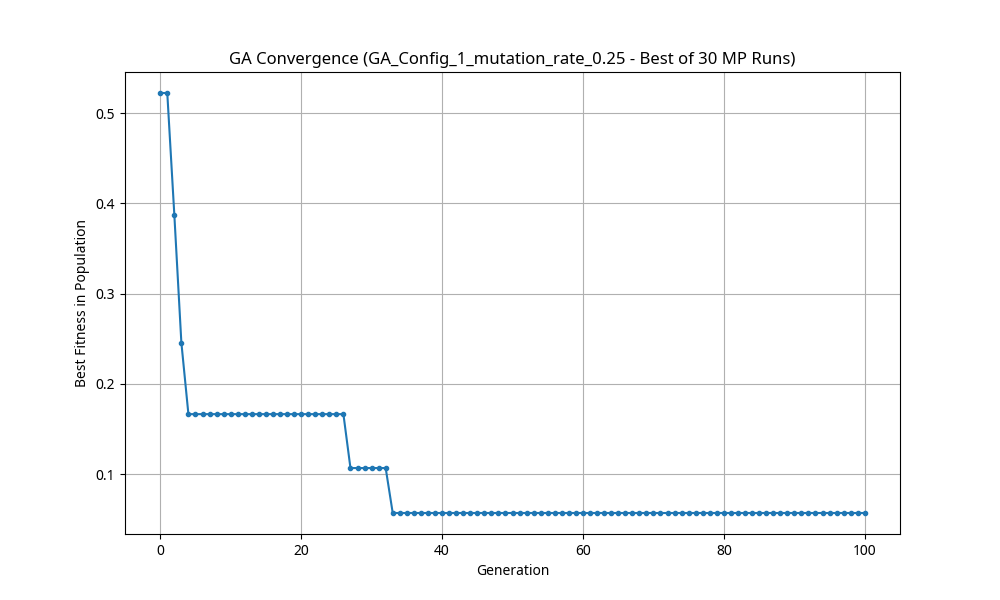 GA Convergence (GA_Config_1_mutation_rate_0.25 - Best of 30 MP Runs)
Best Fitness in Population
0.5
0.4
0.3
0.2
0.1
0 20 40 60 80 100
Generation